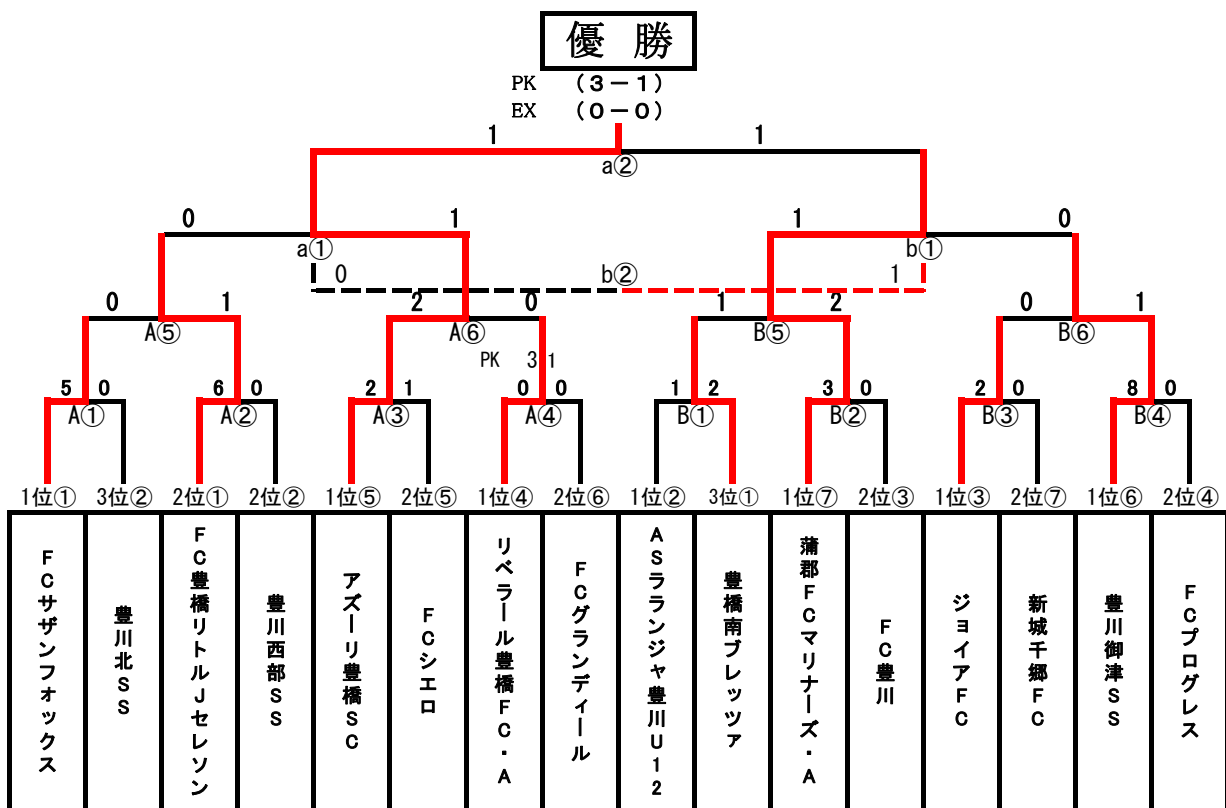 優 勝
PK (3-1)
EX (0-0)
1 1
a②
0 1 1 0
a① b①
0 b② 1
0 1 2 0 1 2 0 1
A⑤ A⑥ B⑤ B⑥
PK 3 1
5 0 6 0 2 1 0 0 1 2 3 0 2 0 8 0
A① A② A③ A④ B① B② B③ B④
1位① 3位② 2位① 2位② 1位⑤ 2位⑤ 1位④ 2位⑥ 1位② 3位① 1位⑦ 2位③ 1位③ 2位⑦ 1位⑥ 2位④
FCサザンフォックス
豊川北SS
FC豊橋リトルJセレソン
豊川西部SS
アズーリ豊橋SC
FCシエロ
リベラール豊橋FC・A
FCグランディール
ASラランジャ豊川U12
豊橋南ブレッツァ
蒲郡FCマリナーズ・A
FC豊川
ジョイアFC
新城千郷FC
豊川御津SS
FCプログレス